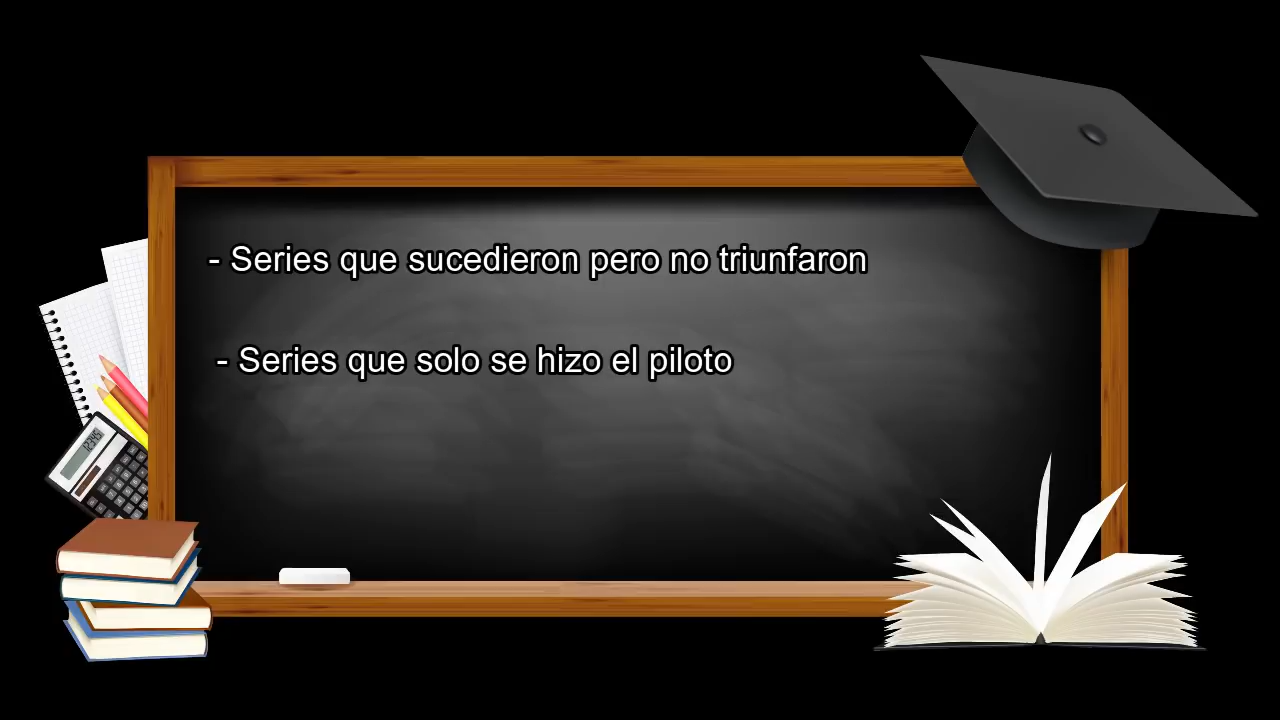 - Series que sucedieron pero no triunfaron
- Series que solo se hizo el piloto